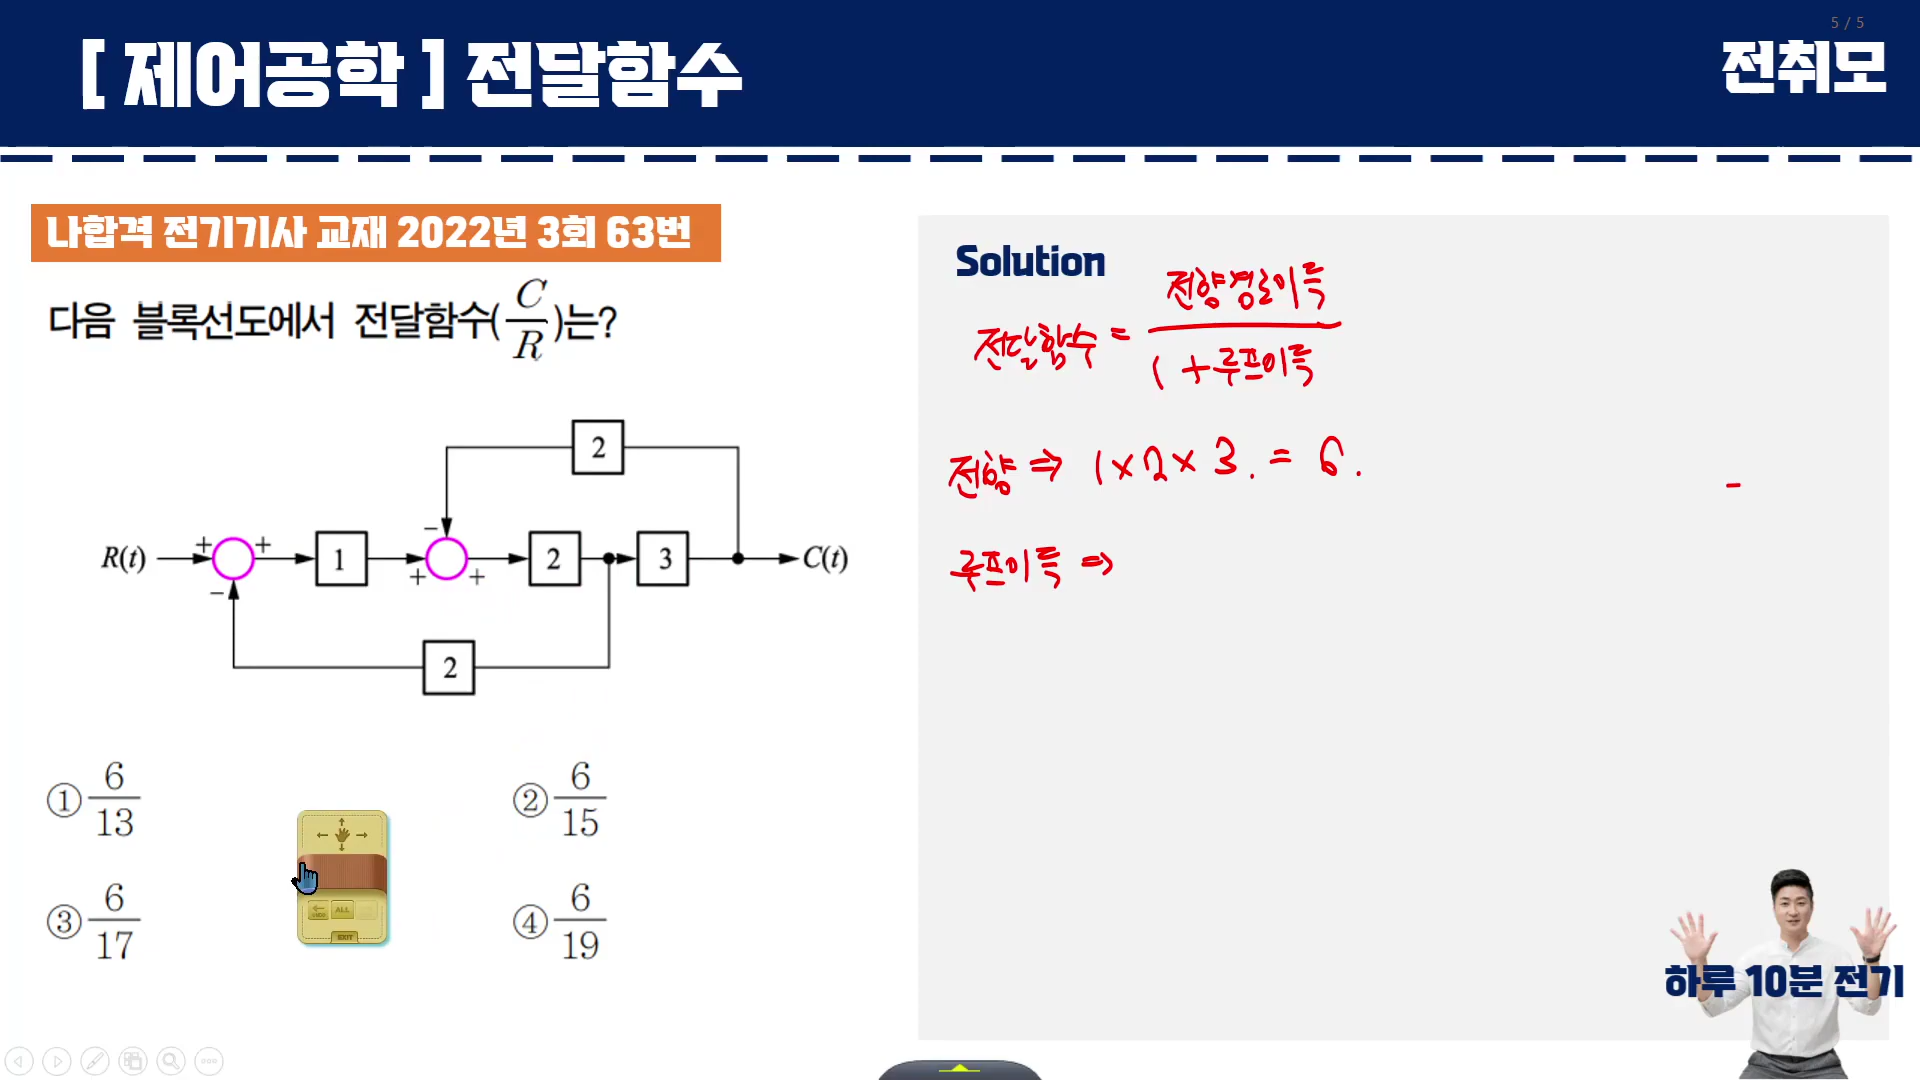 5 / 5
[ 제어공학 ] 전달함수
전취모
나합격 전기기사 교재 2022년 3회 63번
다음 블록선도에서 전달함수(C/R)는?
2
R(t) + + 1 − + + 2 3 C(t)
−
2
① 6/13 ② 6/15
③ 6/17 ④ 6/19
ALL
EXIT
Solution
전달함수 = 전향경로이득 / 1 + 루프이득
전향 ⇒ 1 × 2 × 3 . = 6 .
루프이득 ⇒
하루 10분 전기